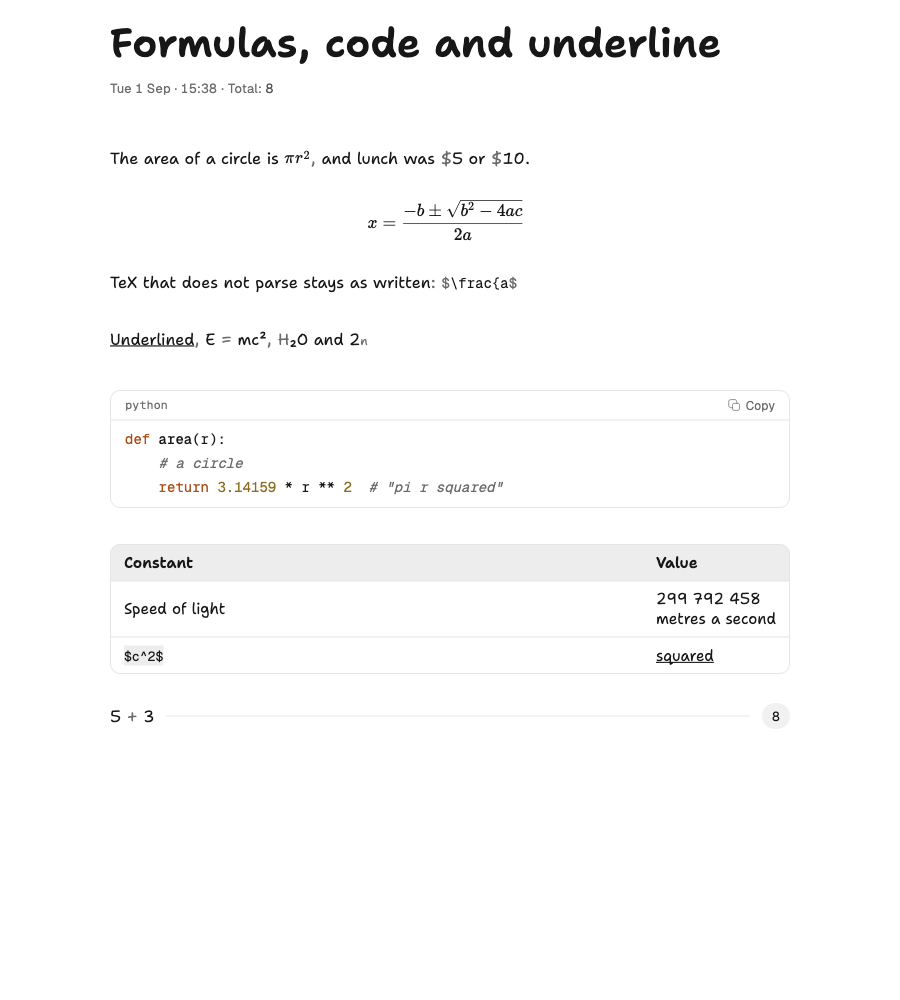 Formulas, code and underline
Tue 1 Sep · 15:38 · Total: 8
The area of a circle is πr², and lunch was $5 or $10.
x = (−b ± √(b² − 4ac)) / 2a
TeX that does not parse stays as written: $\frac{a$
Underlined, E = mc², H₂O and 2ₙ
python Copy
def area(r):
    # a circle
    return 3.14159 * r ** 2  # "pi r squared"
Constant Value
Speed of light 299 792 458
metres a second
$c^2$ squared
5 + 3 8